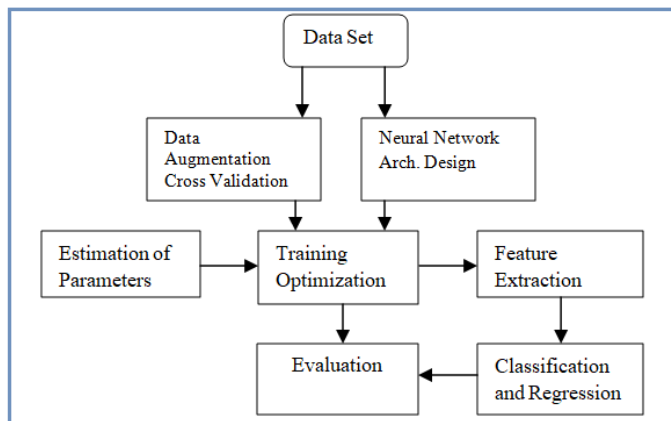 Data Set
Data
Augmentation
Cross Validation
Neural Network
Arch. Design
Estimation of
Parameters
Training
Optimization
Feature
Extraction
Evaluation
Classification
and Regression